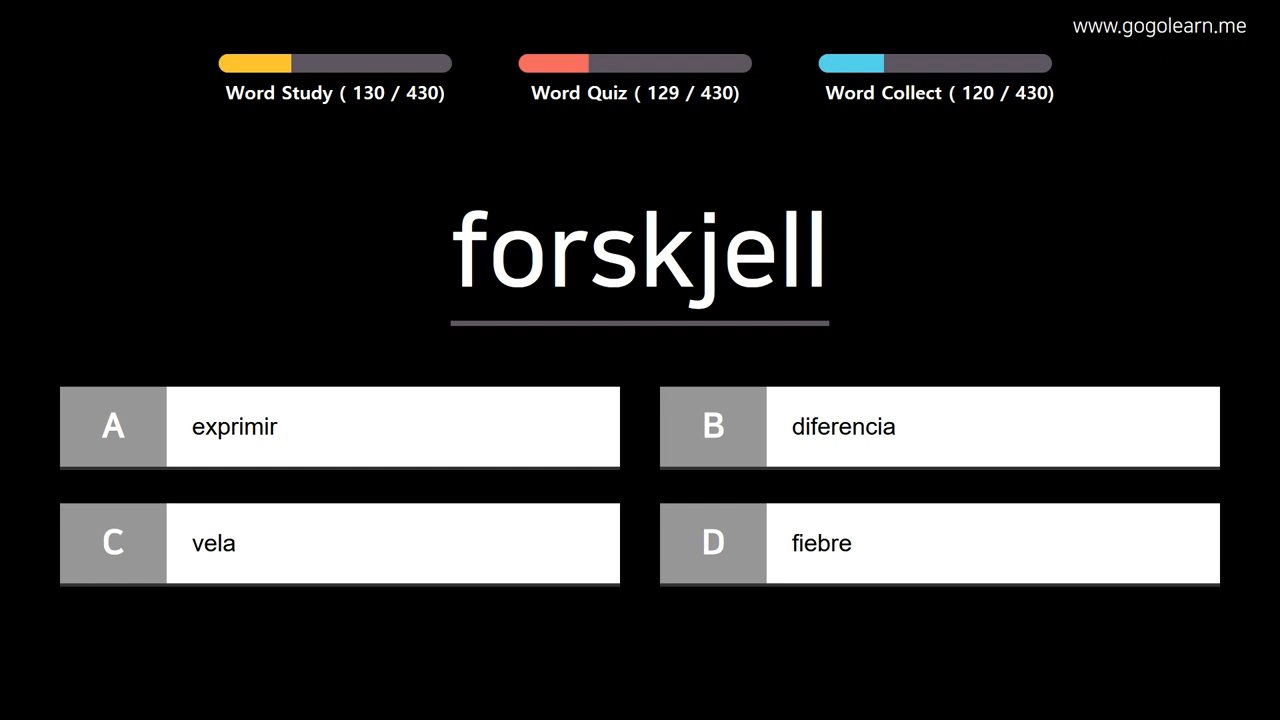 www.gogolearn.me
Word Study ( 130 / 430)
Word Quiz ( 129 / 430)
Word Collect ( 120 / 430)
forskjell
A exprimir
B diferencia
C vela
D fiebre